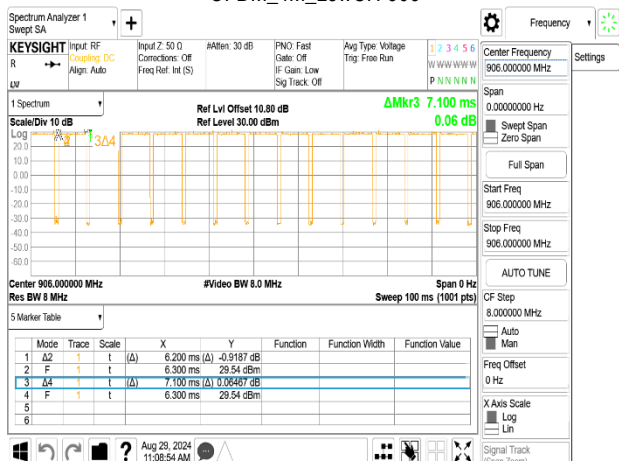 Spectrum Analyzer 1
Swept SA
+
Frequency
KEYSIGHT
R
Input: RF
Coupling: DC
Align: Auto
Input Z: 50 Ω
Corrections: Off
Freq Ref: Int (S)
#Atten: 30 dB
PNO: Fast
Gate: Off
IF Gain: Low
Sig Track: Off
Avg Type: Voltage
Trig: Free Run
1 2 3 4 5 6
W W W W W W
P N N N N N
1 Spectrum
Scale/Div 10 dB
Ref Lvl Offset 10.80 dB
Ref Level 30.00 dBm
ΔMkr3 7.100 ms
0.06 dB
Log
20.0
10.0
0.00
-10.0
-20.0
-30.0
-40.0
-50.0
-60.0
3Δ4
Center 906.000000 MHz
Res BW 8 MHz
#Video BW 8.0 MHz
Span 0 Hz
Sweep 100 ms (1001 pts)
5 Marker Table
Mode Trace Scale X Y Function Function Width Function Value
1 Δ2 1 t (Δ) 6.200 ms (Δ) -0.9187 dB
2 F 1 t 6.300 ms 29.54 dBm
3 Δ4 1 t (Δ) 7.100 ms (Δ) 0.06467 dB
4 F 1 t 6.300 ms 29.54 dBm
5
6
?
Aug 29, 2024
11:08:54 AM
Center Frequency
906.000000 MHz
Settings
Span
0.00000000 Hz
Swept Span
Zero Span
Full Span
Start Freq
906.000000 MHz
Stop Freq
906.000000 MHz
AUTO TUNE
CF Step
8.000000 MHz
Auto
Man
Freq Offset
0 Hz
X Axis Scale
Log
Lin
Signal Track